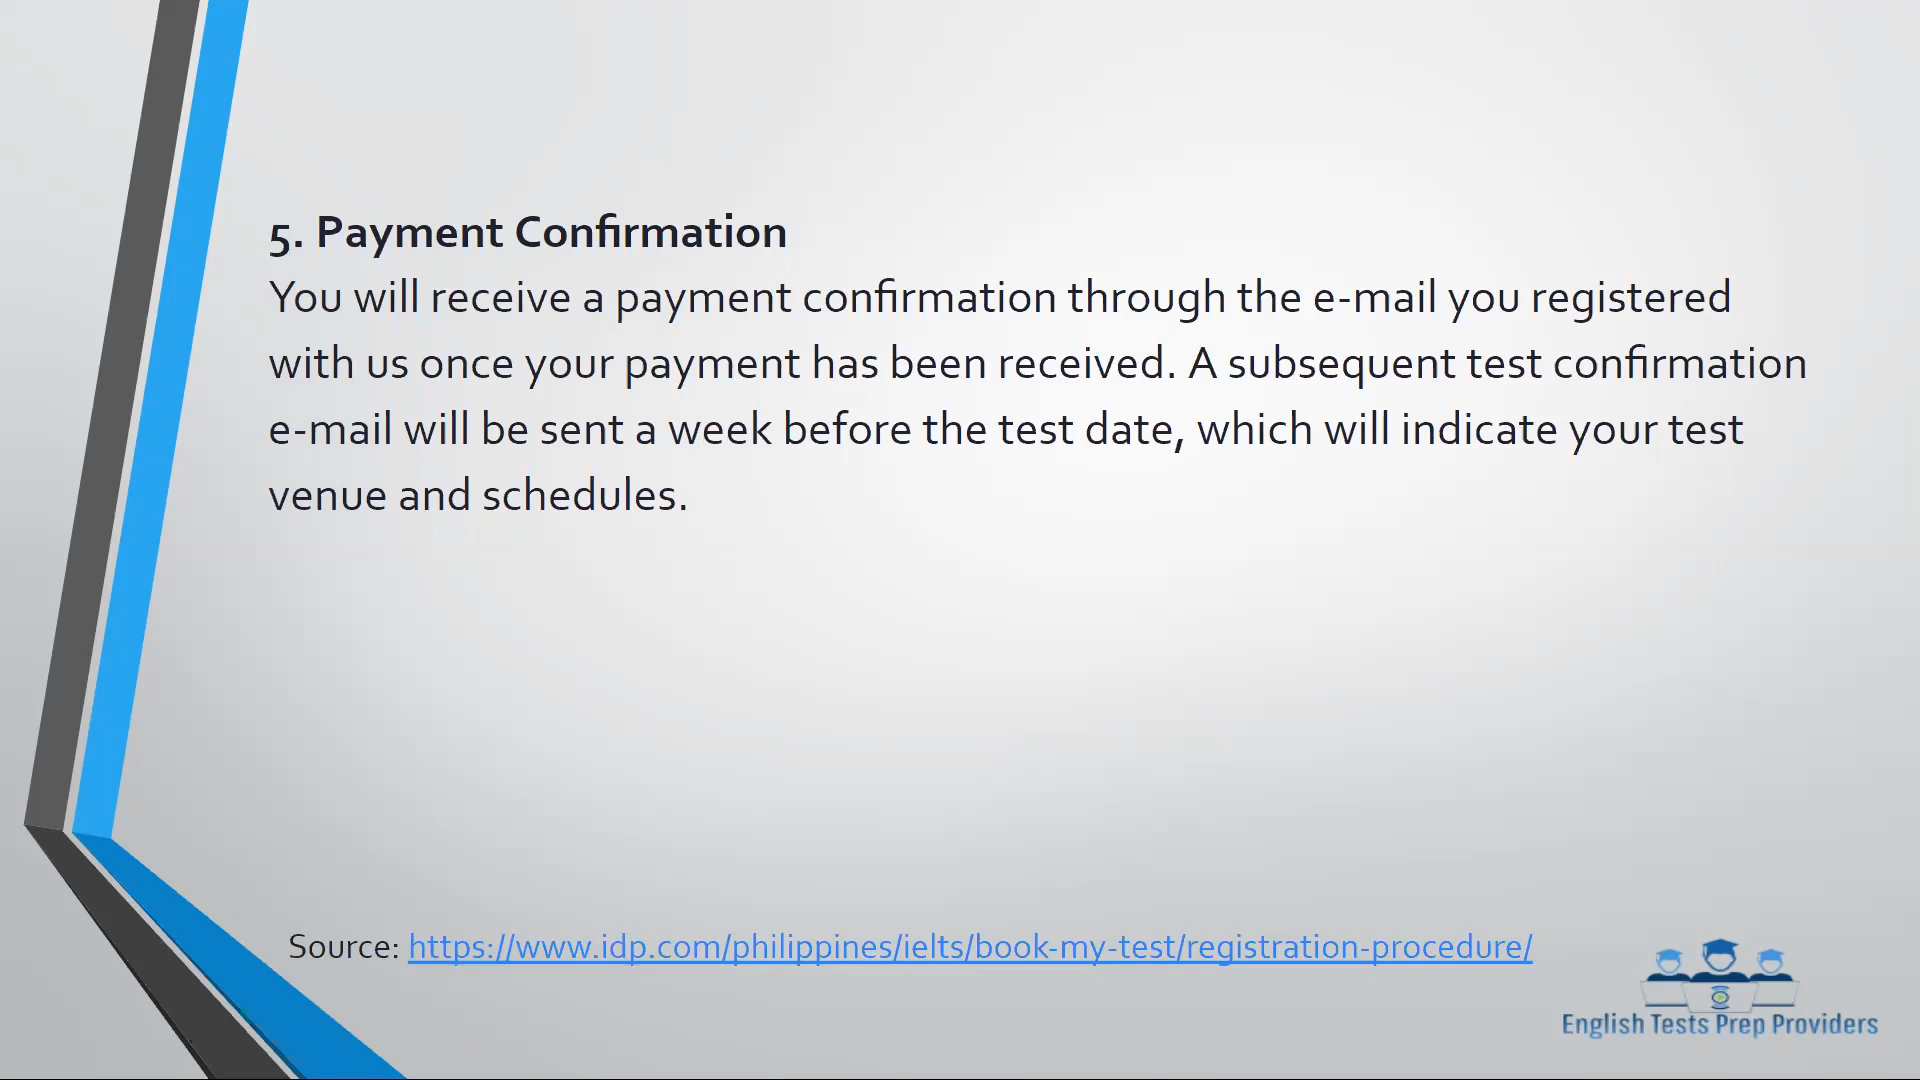 5. Payment Confirmation
You will receive a payment confirmation through the e-mail you registered
with us once your payment has been received. A subsequent test confirmation
e-mail will be sent a week before the test date, which will indicate your test
venue and schedules.
Source: https://www.idp.com/philippines/ielts/book-my-test/registration-procedure/
English Tests Prep Providers